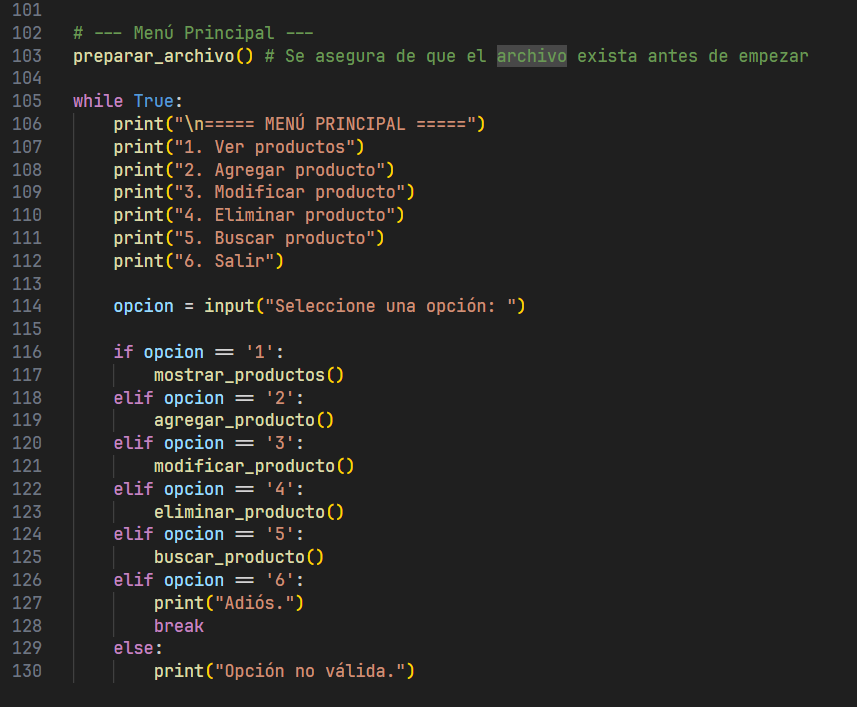 101
102 # --- Menú Principal ---
103 preparar_archivo() # Se asegura de que el archivo exista antes de empezar
104
105 while True:
106     print("\n===== MENÚ PRINCIPAL =====")
107     print("1. Ver productos")
108     print("2. Agregar producto")
109     print("3. Modificar producto")
110     print("4. Eliminar producto")
111     print("5. Buscar producto")
112     print("6. Salir")
113
114     opcion = input("Seleccione una opción: ")
115
116     if opcion == '1':
117         mostrar_productos()
118     elif opcion == '2':
119         agregar_producto()
120     elif opcion == '3':
121         modificar_producto()
122     elif opcion == '4':
123         eliminar_producto()
124     elif opcion == '5':
125         buscar_producto()
126     elif opcion == '6':
127         print("Adiós.")
128         break
129     else:
130         print("Opción no válida.")